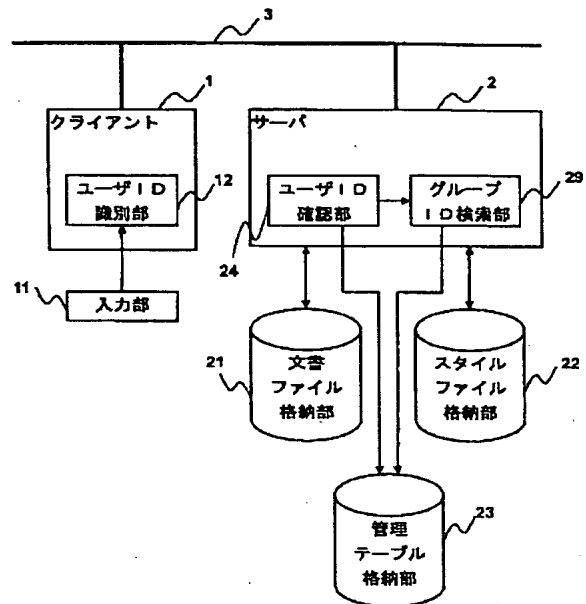 3
1
2
クライアント
サーバ
ユーザID
識別部
12
ユーザID
確認部
24
グループ
ID検索部
29
11
入力部
21
文書
ファイル
格納部
スタイル
ファイル
格納部
22
管理
テーブル
格納部
23